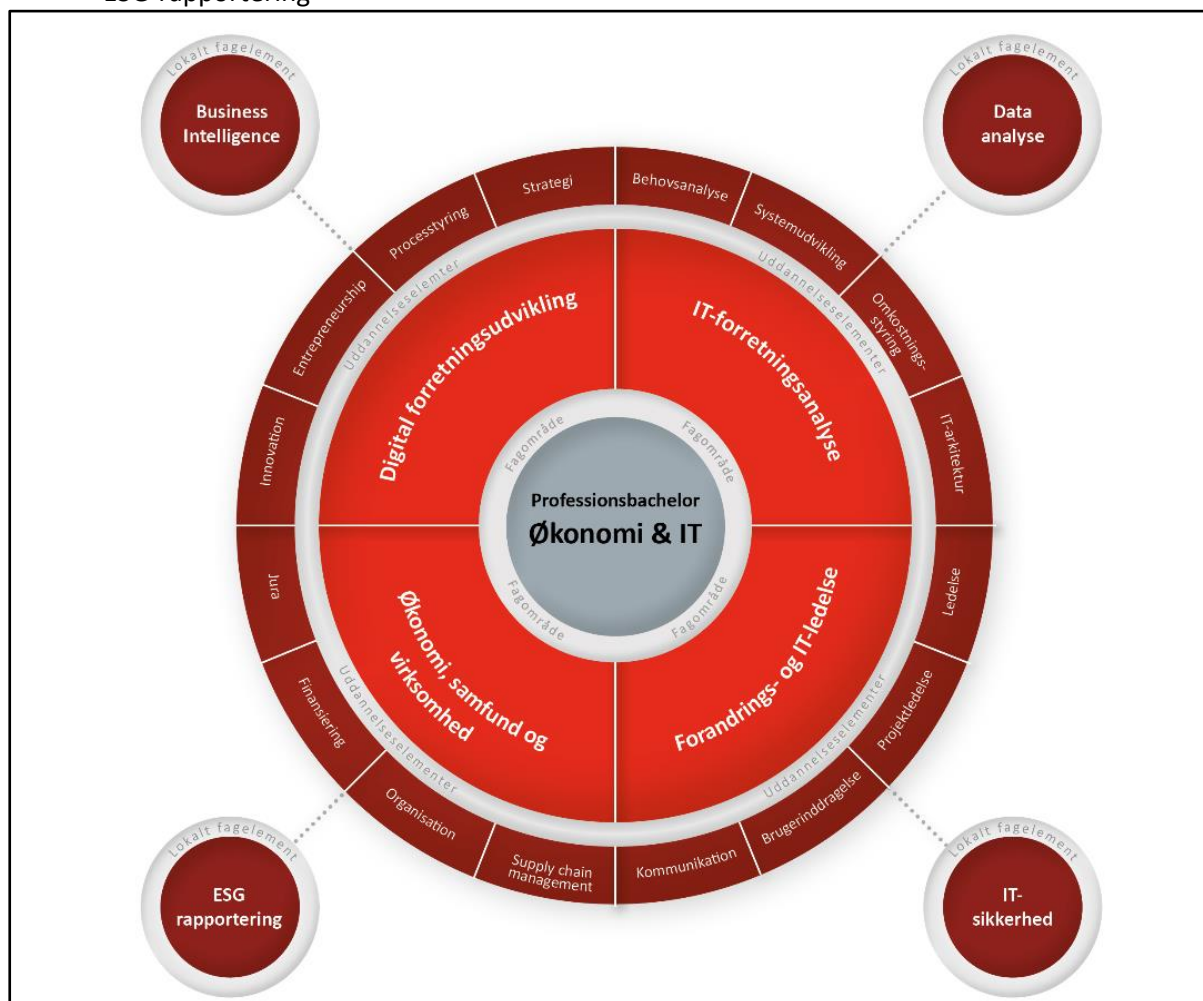 ESG-rapportering
Lokalt fagelement
Business
Intelligence
Lokalt fagelement
Data
analyse
Strategi
Processtyring
Entrepreneurship
Innovation
Behovsanalyse
Systemudvikling
Omkostnings-
styring
IT-arkitektur
Uddannelseselemter
Uddannelseselementer
Digital forretningsudvikling
IT-forretningsanalyse
Fagområde
Fagområde
Professionsbachelor
Økonomi & IT
Fagområde
Fagområde
Økonomi, samfund og
virksomhed
Forandrings- og IT-ledelse
Uddannelseselementer
Uddannelseselementer
Jura
Finansiering
Organisation
Supply chain
management
Ledelse
Projektledelse
Brugerinddragelse
Kommunikation
Lokalt fagelement
ESG
rapportering
Lokalt fagelement
IT-
sikkerhed